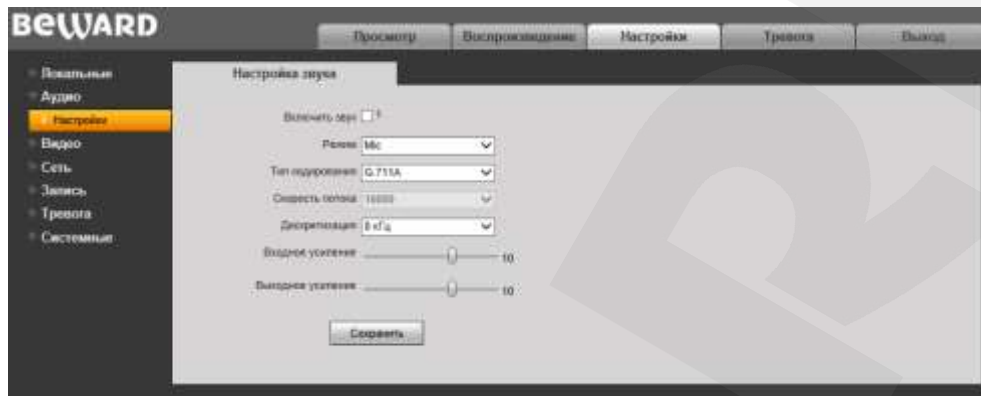 BEWARD
Просмотр Воспроизведение Настройки Тревога Выход
Локальные
Аудио
Настройки
Видео
Сеть
Запись
Тревога
Системные
Настройка звука
Включить звук
Режим Mic
Тип кодирования G.711A
Скорость потока 16000
Дискретизация 8 кГц
Входное усиление 10
Выходное усиление 10
Сохранить